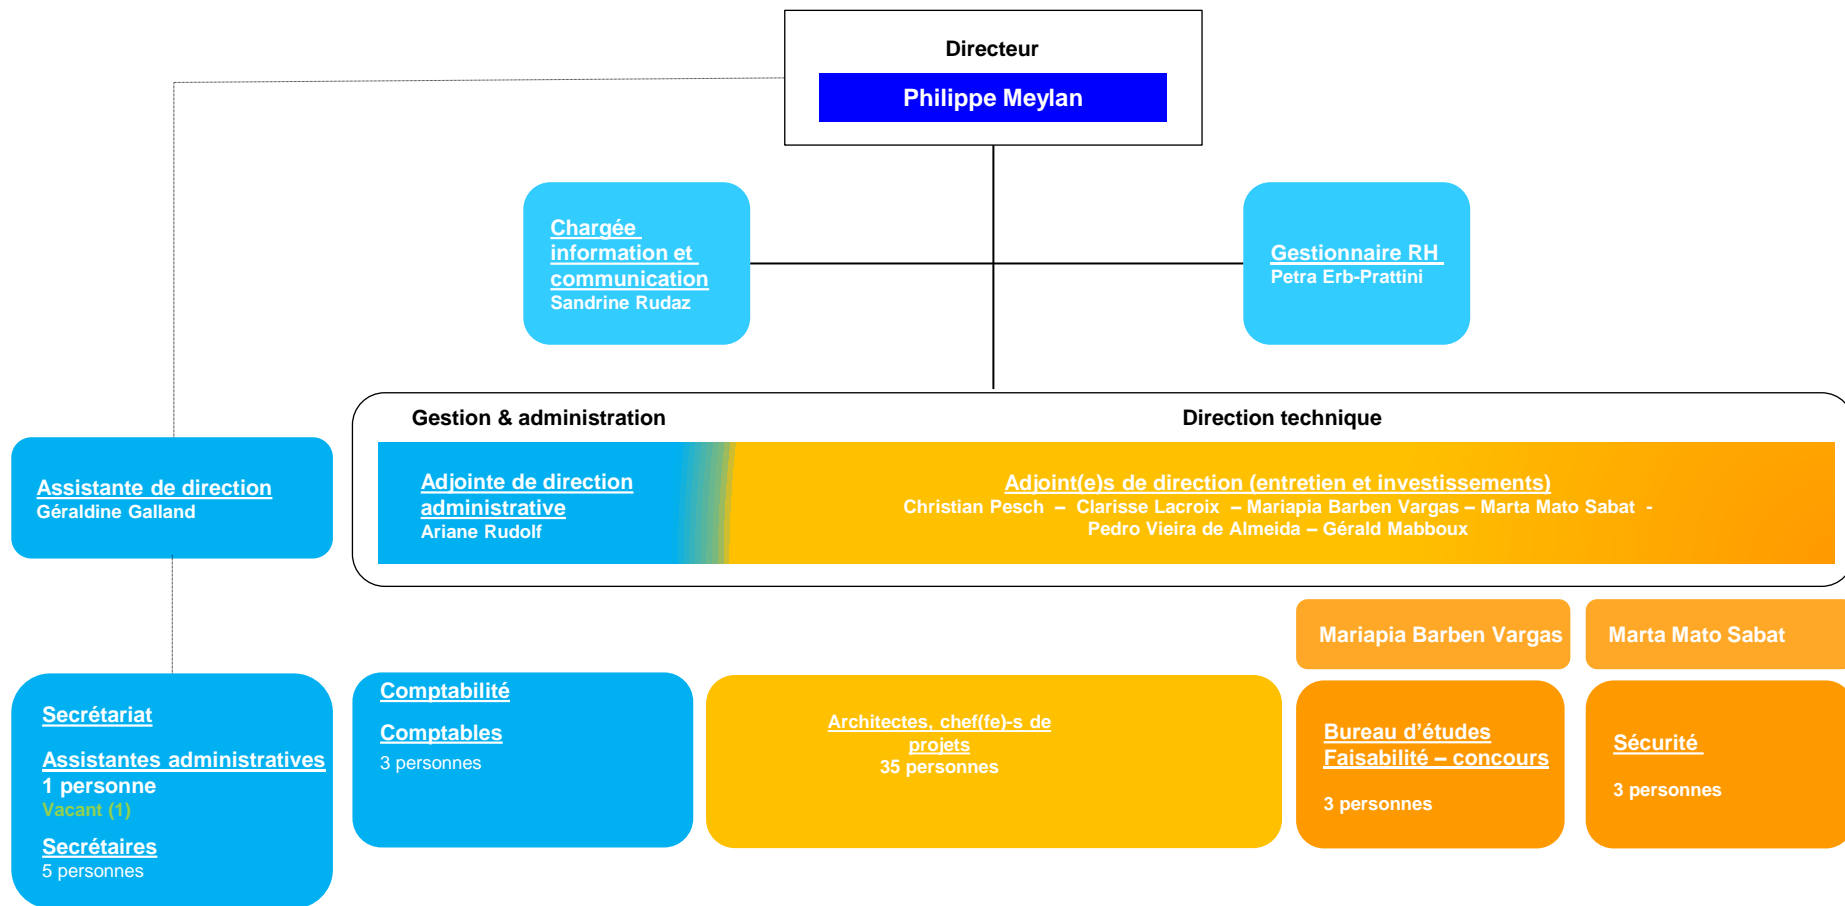 Directeur
Philippe Meylan
Chargée
information et
communication
Sandrine Rudaz
Gestionnaire RH
Petra Erb-Prattini
Gestion & administration
Direction technique
Assistante de direction
Géraldine Galland
Adjointe de direction
administrative
Ariane Rudolf
Adjoint(e)s de direction (entretien et investissements)
Christian Pesch – Clarisse Lacroix – Mariapia Barben Vargas – Marta Mato Sabat -
Pedro Vieira de Almeida – Gérald Mabboux
Mariapia Barben Vargas
Marta Mato Sabat
Secrétariat
Assistantes administratives
1 personne
Vacant (1)
Secrétaires
5 personnes
Comptabilité
Comptables
3 personnes
Architectes, chef(fe)-s de
projets
35 personnes
Bureau d’études
Faisabilité – concours
3 personnes
Sécurité
3 personnes